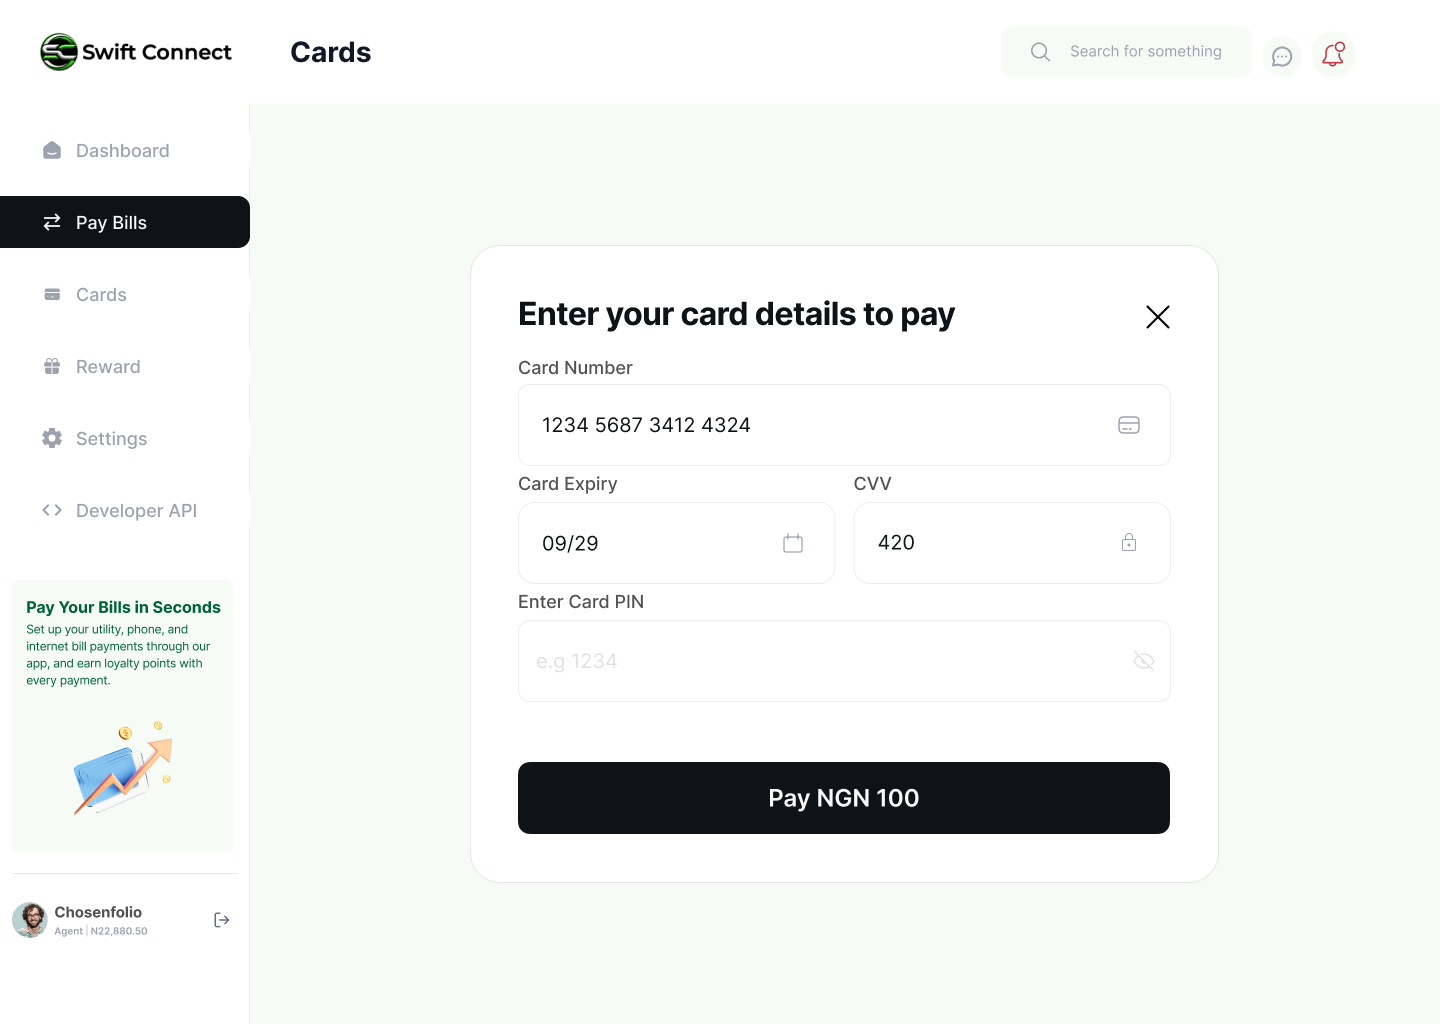 Swift Connect
Cards
Search for something
Dashboard
Pay Bills
Cards
Reward
Settings
Developer API
Pay Your Bills in Seconds
Set up your utility, phone, and
internet bill payments through our
app, and earn loyalty points with
every payment.
Chosenfolio
Agent | N22,880.50
Enter your card details to pay
Card Number
1234 5687 3412 4324
Card Expiry
CVV
09/29
420
Enter Card PIN
e.g 1234
Pay NGN 100